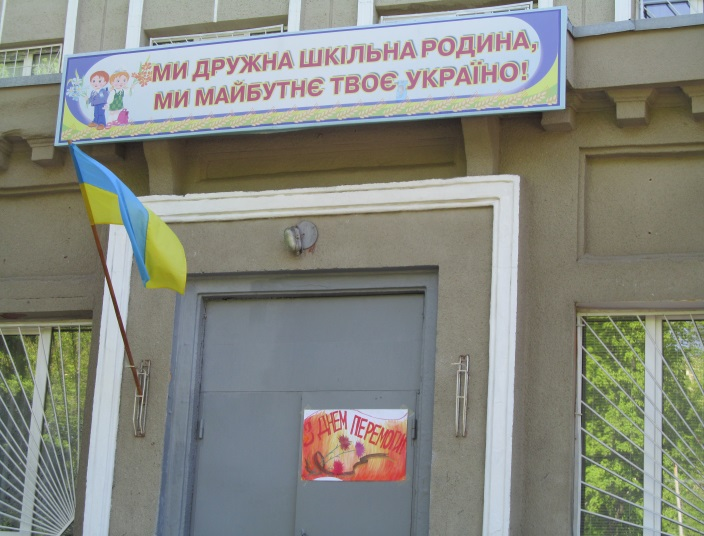 МИ ДРУЖНА ШКІЛЬНА РОДИНА,
МИ МАЙБУТНЄ ТВОЄ УКРАЇНО!
З ДНЕМ ПЕРЕМОГИ